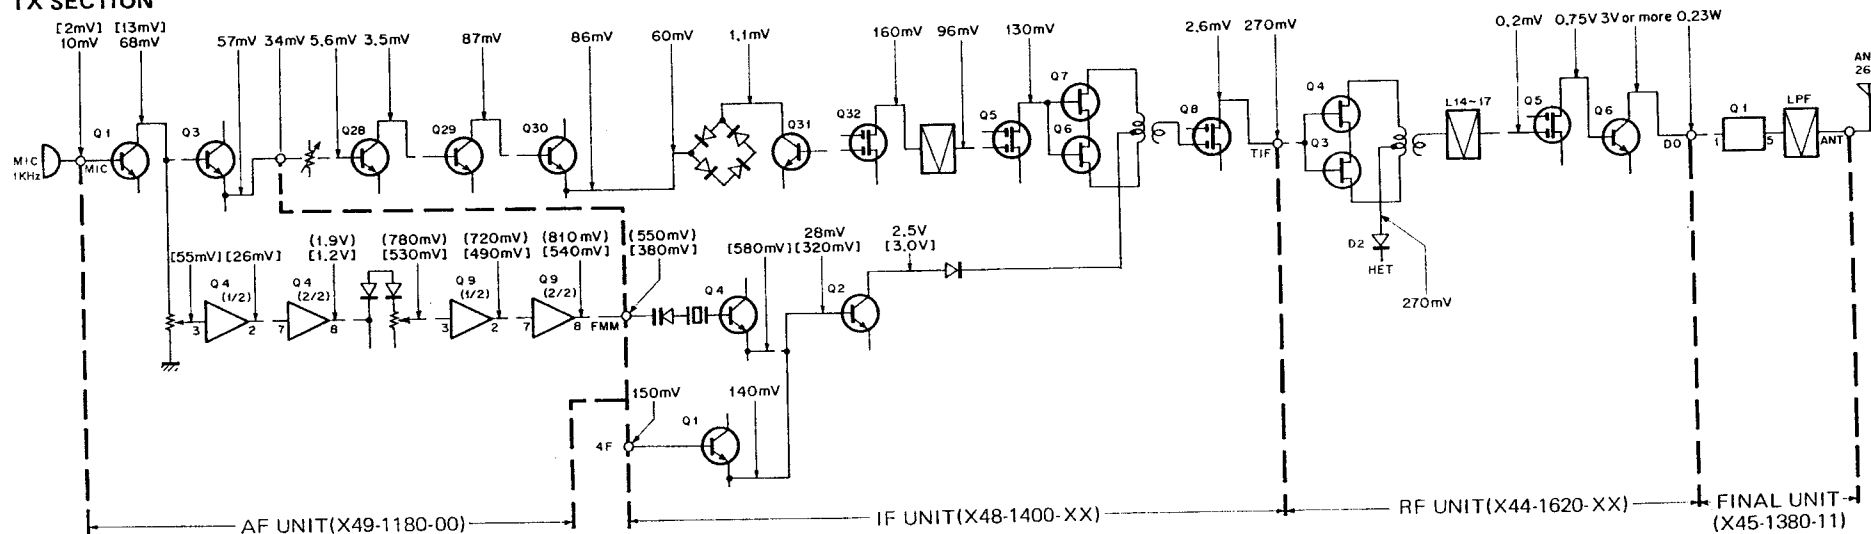 TX SECTION
[2mV] [13mV]
10mV 68mV 57mV 34mV 5.6mV 3.5mV 87mV 86mV 60mV 1.1mV 160mV 96mV 130mV 2.6mV 270mV 0.2mV 0.75V 3V or more 0.23W
AN
26
Q1 Q3 Q28 Q29 Q30 Q31 Q32 Q5 Q7 Q6 Q8 Q4 Q3 L14~17 Q5 Q6 Q1 LPF
MIC
1KHz
MIC
TIF
DO
1 5
ANT
(1.9V) (780mV) (720mV) (810mV) (550mV) 28mV 2.5V
[55mV] [26mV] [1.2V] [530mV] [490mV] [540mV] [380mV] [580mV] [320mV] [3.0V]
Q4 Q4 Q9 Q9 Q4 Q2
(1/2) (2/2) (1/2) (2/2)
3 2 7 8 3 2 7 8 FMM
D2
HET
270mV
150mV 140mV
Q1
4F
AF UNIT(X49-1180-00) IF UNIT(X48-1400-XX) RF UNIT(X44-1620-XX) FINAL UNIT
(X45-1380-11)